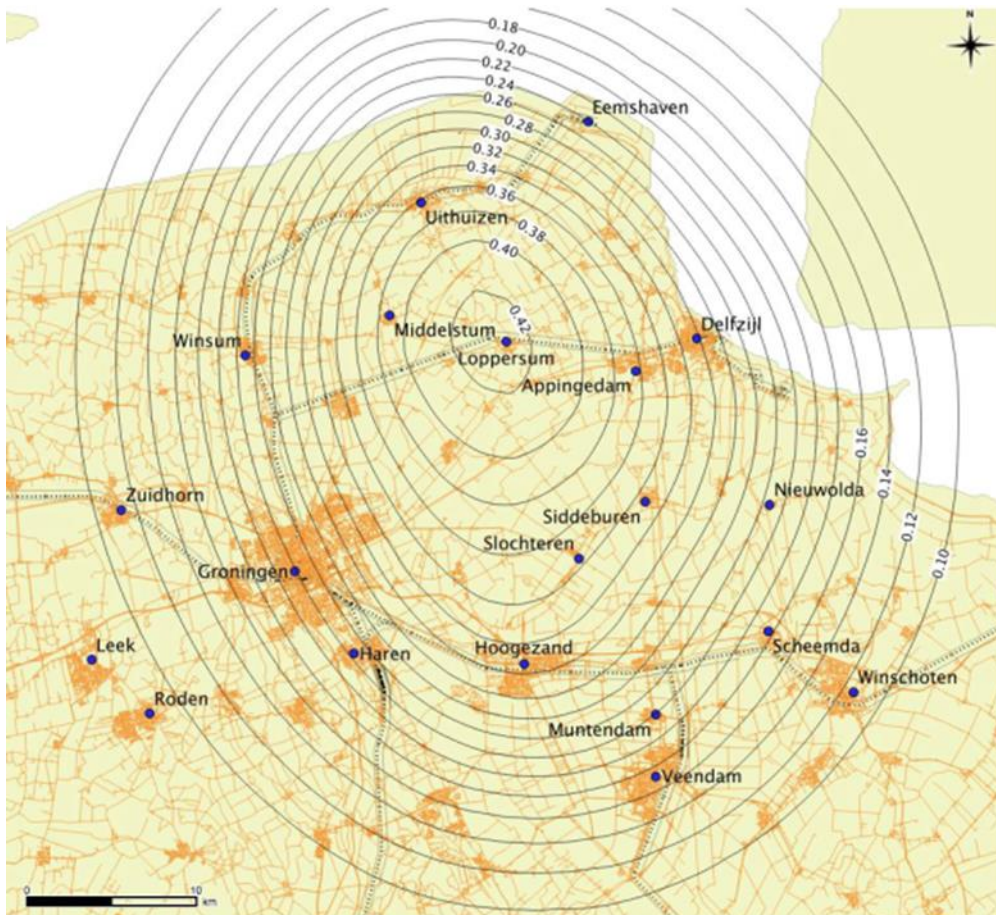 0.18
N
0.20
0.22
0.24
0.26
Eemshaven
0.28
0.30
0.32
0.34
0.36
Uithuizen
0.38
0.40
0.42
Middelstum
Delfzijl
Winsum
Loppersum
Appingedam
0.16
0.14
Zuidhorn
Nieuwolda
Siddeburen
0.12
Slochteren
0.10
Groningen
Leek
Haren
Hoogezand
Scheemda
Winschoten
Roden
Muntendam
Veendam
0 10
km